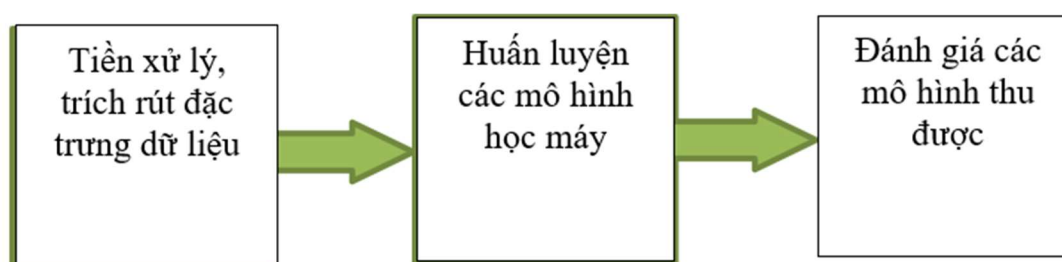 Tiền xử lý,
trích rút đặc
trưng dữ liệu
Huấn luyện
các mô hình
học máy
Đánh giá các
mô hình thu
được